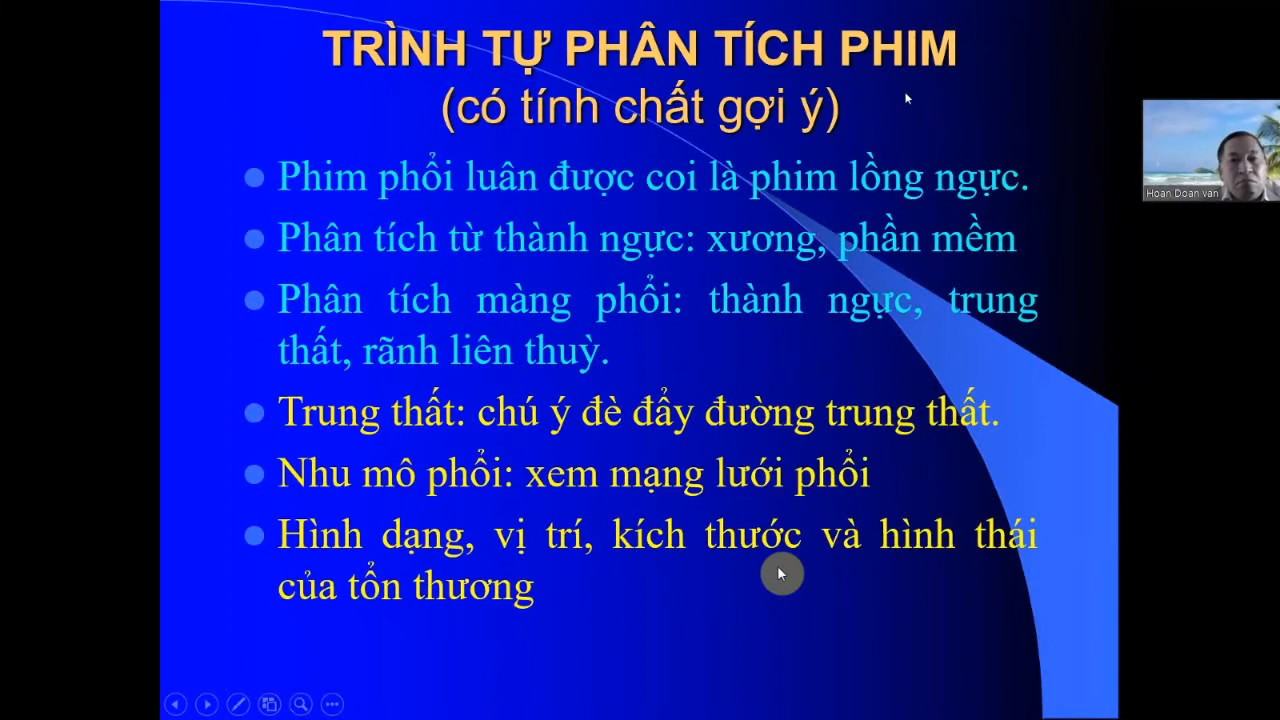 TRÌNH TỰ PHÂN TÍCH PHIM
(có tính chất gợi ý)
Phim phổi luân được coi là phim lồng ngực.
Phân tích từ thành ngực: xương, phần mềm
Phân tích màng phổi: thành ngực, trung
thất, rãnh liên thuỳ.
Trung thất: chú ý đè đẩy đường trung thất.
Nhu mô phổi: xem mạng lưới phổi
Hình dạng, vị trí, kích thước và hình thái
của tổn thương
Hoan Doan van